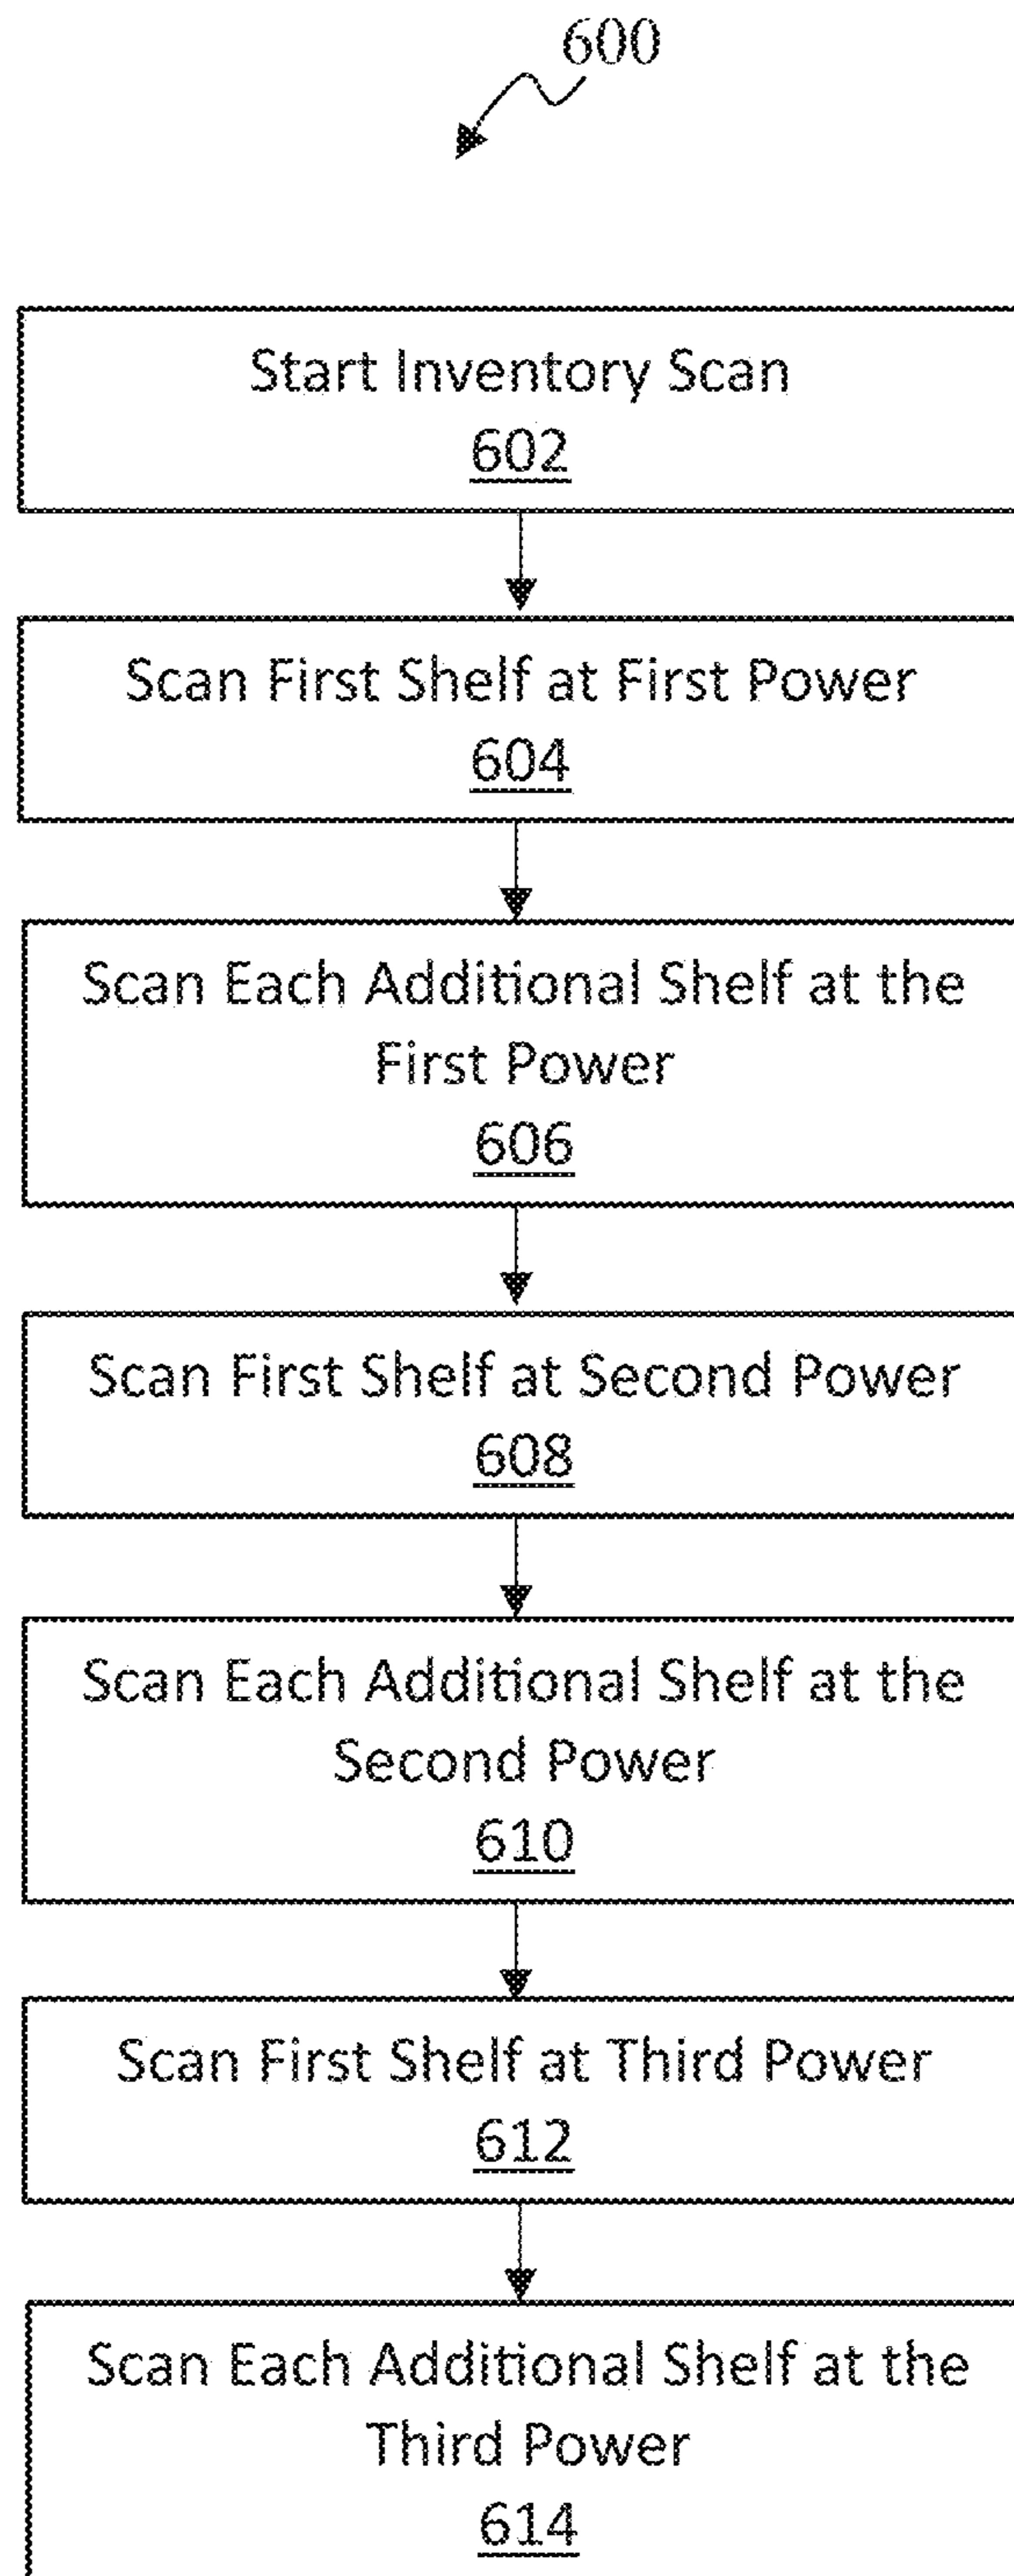 600
Start Inventory Scan
602
Scan First Shelf at First Power
604
Scan Each Additional Shelf at the
First Power
606
Scan First Shelf at Second Power
608
Scan Each Additional Shelf at the
Second Power
610
Scan First Shelf at Third Power
612
Scan Each Additional Shelf at the
Third Power
614